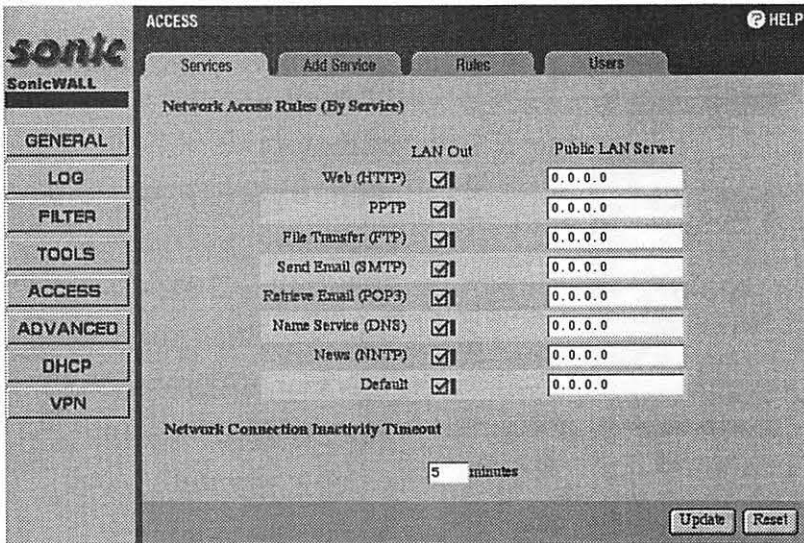 ACCESS
? HELP
sonic
SonicWALL
Services Add Service Rules Users
Network Access Rules (By Service)
GENERAL
LOG
FILTER
TOOLS
ACCESS
ADVANCED
DHCP
VPN
LAN Out Public LAN Server
Web (HTTP) 0.0.0.0
PPTP 0.0.0.0
File Transfer (FTP) 0.0.0.0
Send Email (SMTP) 0.0.0.0
Retrieve Email (POP3) 0.0.0.0
Name Service (DNS) 0.0.0.0
News (NNTP) 0.0.0.0
Default 0.0.0.0
Network Connection Inactivity Timeout
5 minutes
Update Reset